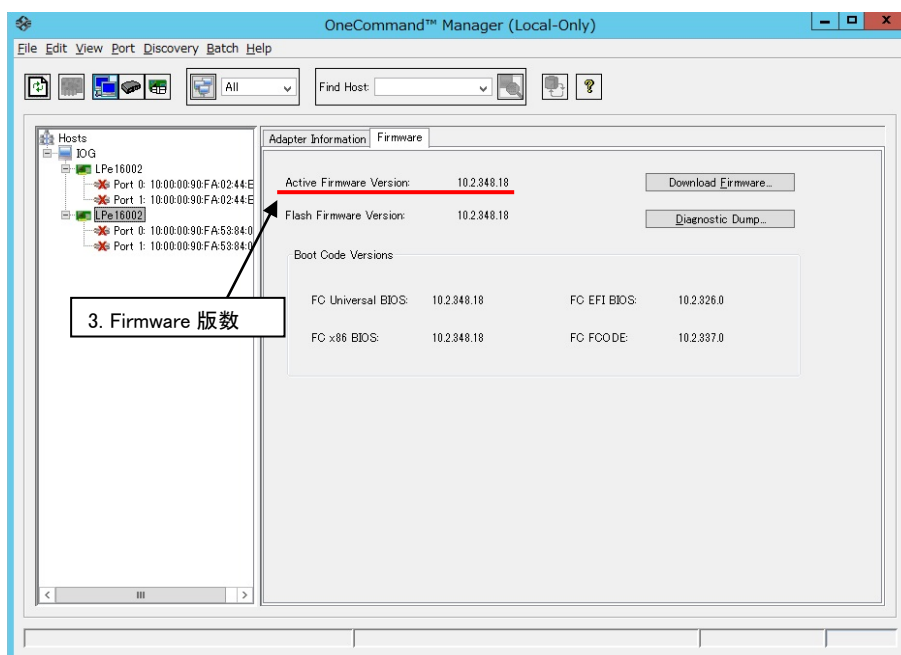 OneCommand™ Manager (Local-Only)
File Edit View Port Discovery Batch Help
All
Find Host:
Hosts
IOG
LPe16002
Port 0: 10:00:00:90:FA:02:44:E
Port 1: 10:00:00:90:FA:02:44:E
LPe16002
Port 0: 10:00:00:90:FA:53:84:0
Port 1: 10:00:00:90:FA:53:84:0
Adapter Information Firmware
Active Firmware Version: 10.2.348.18 Download Firmware...
Flash Firmware Version: 10.2.348.18 Diagnostic Dump...
Boot Code Versions
FC Universal BIOS: 10.2.348.18 FC EFI BIOS: 10.2.326.0
FC x86 BIOS: 10.2.348.18 FC FCODE: 10.2.337.0
3. Firmware 版数